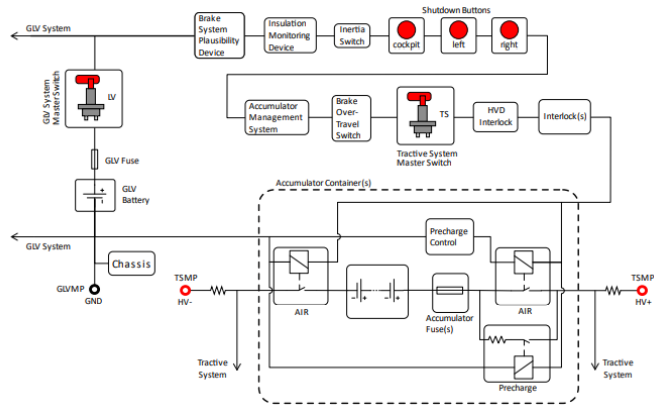 GLV System
Brake
System
Plausibility
Device
Insulation
Monitoring
Device
Inertia
Switch
Shutdown Buttons
cockpit
left
right
GLV System
Master Switch
LV
Accumulator
Management
System
Brake
Over-
Travel
Switch
TS
Tractive System
Master Switch
HVD
Interlock
Interlock(s)
GLV Fuse
GLV
Battery
+
-
Accumulator Container(s)
GLV System
Precharge
Control
Chassis
GLVMP
GND
TSMP
HV-
AIR
- +
- +
Accumulator
Fuse(s)
AIR
TSMP
HV+
Tractive
System
Precharge
Tractive
System